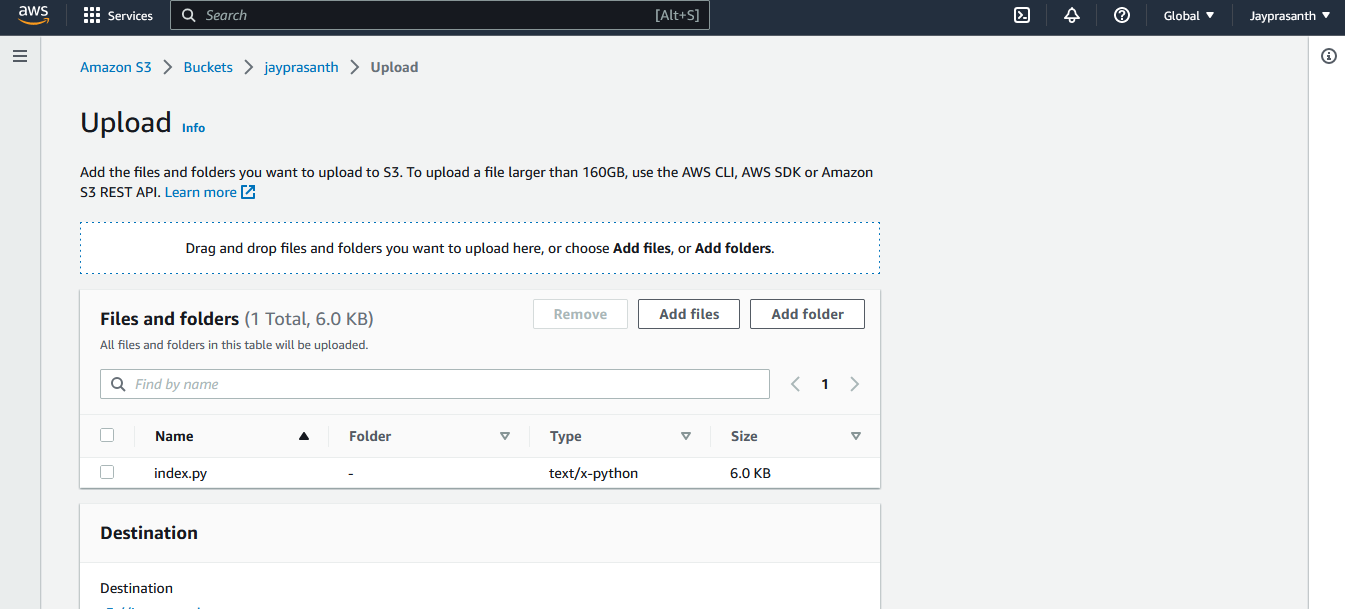 aws Services Search [Alt+S] Global Jayprasanth
Amazon S3 Buckets jayprasanth Upload
Upload Info
Add the files and folders you want to upload to S3. To upload a file larger than 160GB, use the AWS CLI, AWS SDK or Amazon
S3 REST API. Learn more
Drag and drop files and folders you want to upload here, or choose Add files, or Add folders.
Files and folders (1 Total, 6.0 KB) Remove Add files Add folder
All files and folders in this table will be uploaded.
Find by name 1
Name Folder Type Size
index.py - text/x-python 6.0 KB
Destination
Destination